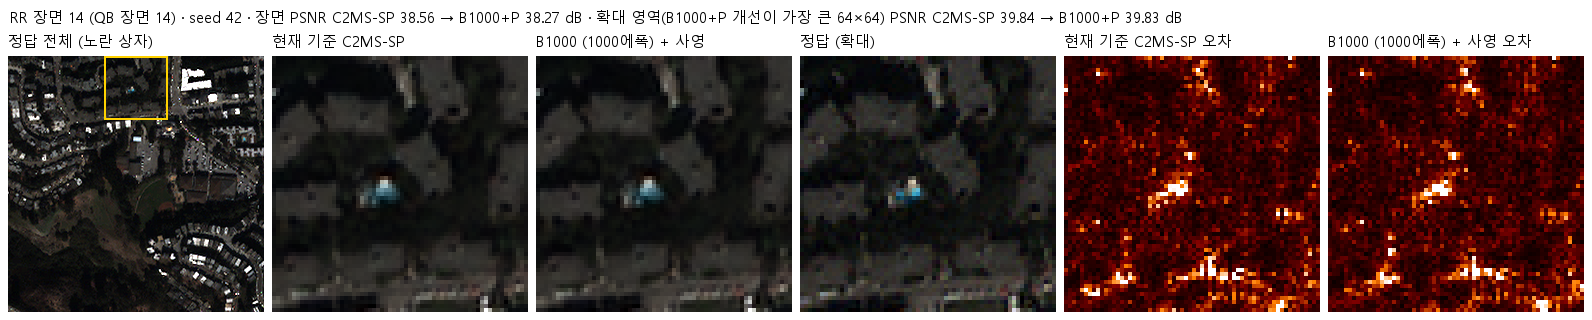 RR 장면 14 (QB 장면 14) · seed 42 · 장면 PSNR C2MS-SP 38.56 → B1000+P 38.27 dB · 확대 영역(B1000+P 개선이 가장 큰 64×64) PSNR C2MS-SP 39.84 → B1000+P 39.83 dB
정답 전체 (노란 상자)
현재 기준 C2MS-SP
B1000 (1000에폭) + 사영
정답 (확대)
현재 기준 C2MS-SP 오차
B1000 (1000에폭) + 사영 오차